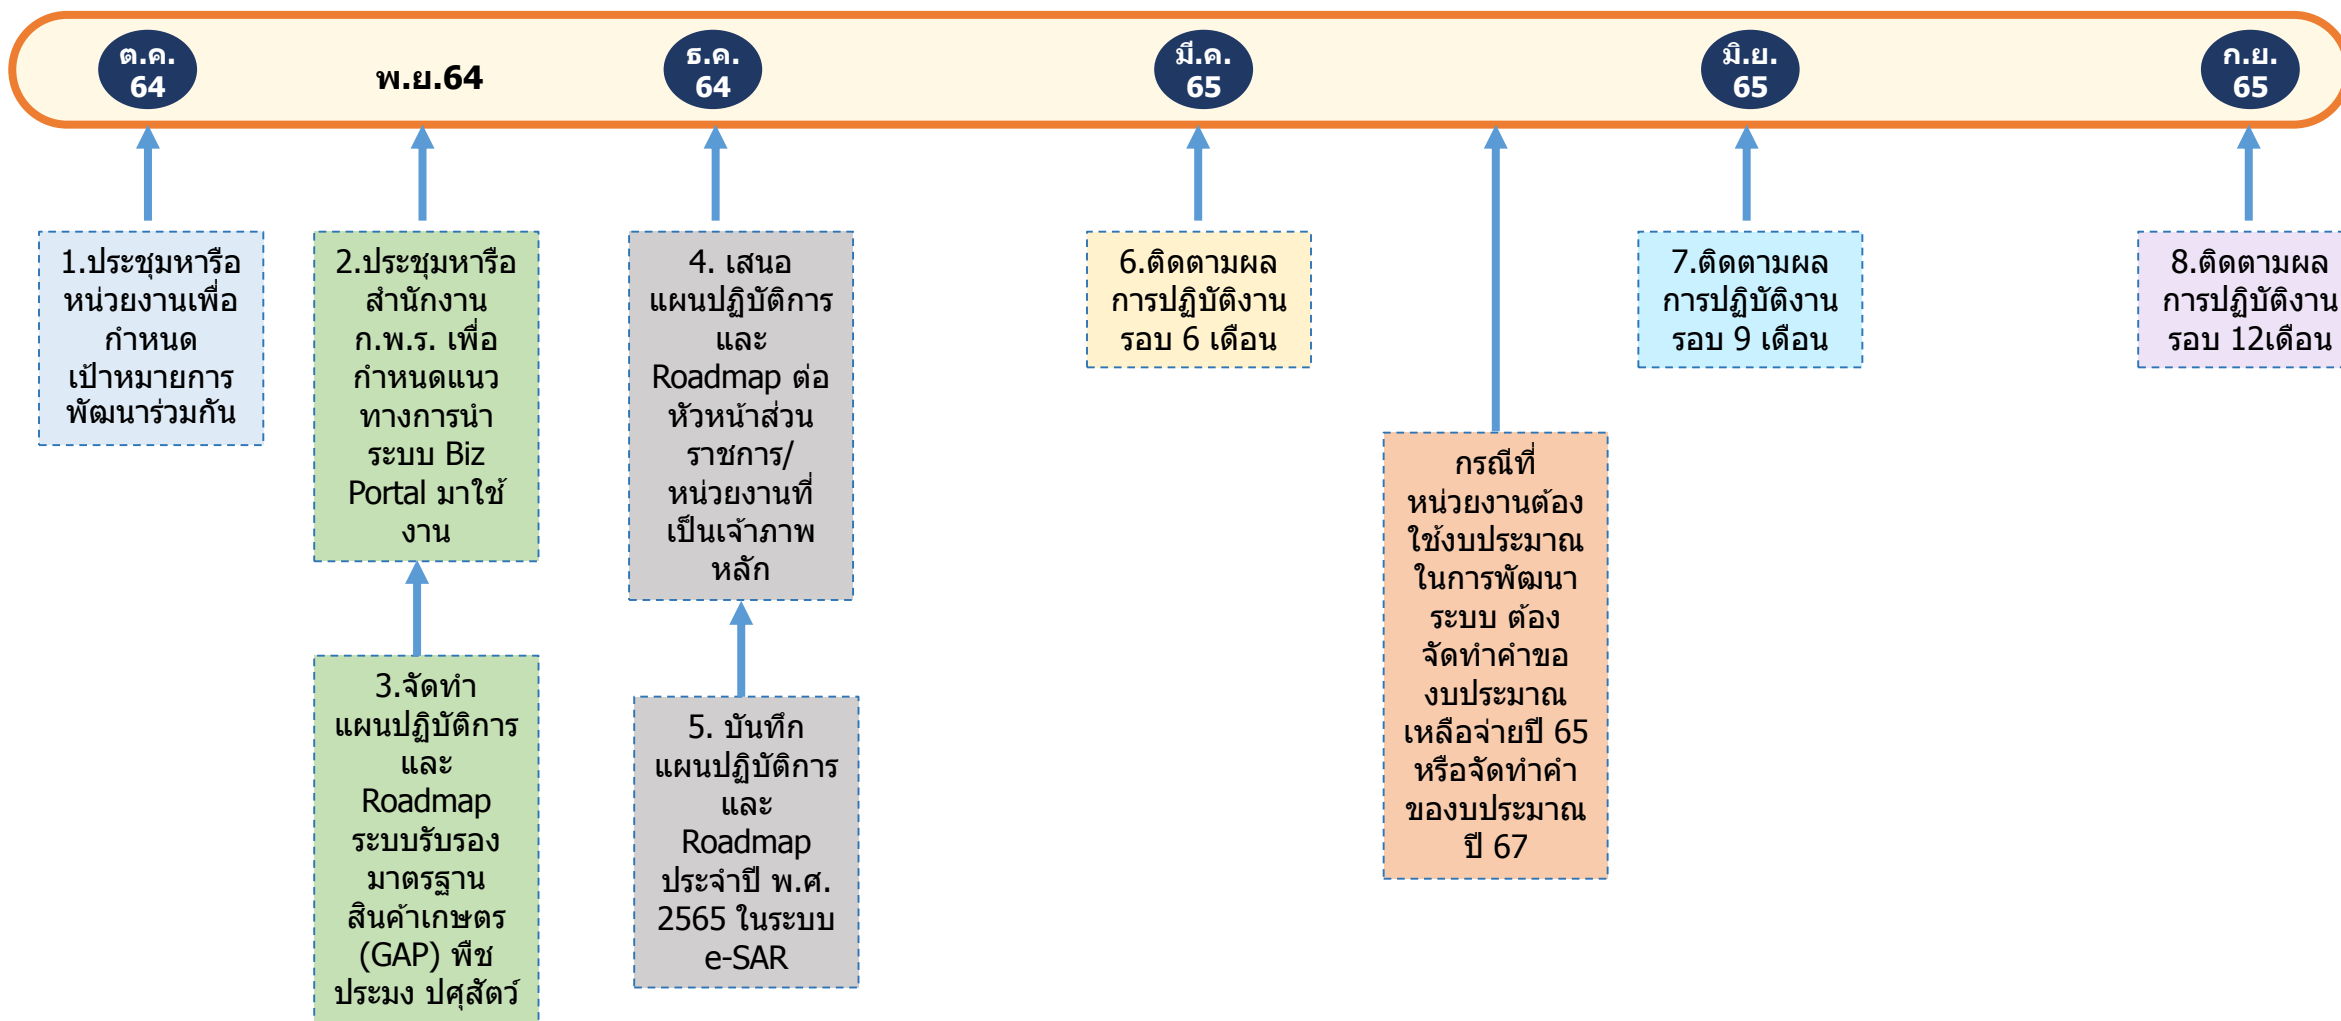 ต.ค.
64
พ.ย.64
ธ.ค.
64
มี.ค.
65
มิ.ย.
65
ก.ย.
65
1.ประชุมหารือ
หน่วยงานเพื่อ
กำหนด
เป้าหมายการ
พัฒนาร่วมกัน
2.ประชุมหารือ
สำนักงาน
ก.พ.ร. เพื่อ
กำหนดแนว
ทางการนำ
ระบบ Biz
Portal มาใช้
งาน
3.จัดทำ
แผนปฏิบัติการ
และ
Roadmap
ระบบรับรอง
มาตรฐาน
สินค้าเกษตร
(GAP) พืช
ประมง ปศุสัตว์
4. เสนอ
แผนปฏิบัติการ
และ
Roadmap ต่อ
หัวหน้าส่วน
ราชการ/
หน่วยงานที่
เป็นเจ้าภาพ
หลัก
5. บันทึก
แผนปฏิบัติการ
และ
Roadmap
ประจำปี พ.ศ.
2565 ในระบบ
e-SAR
6.ติดตามผล
การปฏิบัติงาน
รอบ 6 เดือน
กรณีที่
หน่วยงานต้อง
ใช้งบประมาณ
ในการพัฒนา
ระบบ ต้อง
จัดทำคำขอ
งบประมาณ
เหลือจ่ายปี 65
หรือจัดทำคำ
ของบประมาณ
ปี 67
7.ติดตามผล
การปฏิบัติงาน
รอบ 9 เดือน
8.ติดตามผล
การปฏิบัติงาน
รอบ 12เดือน